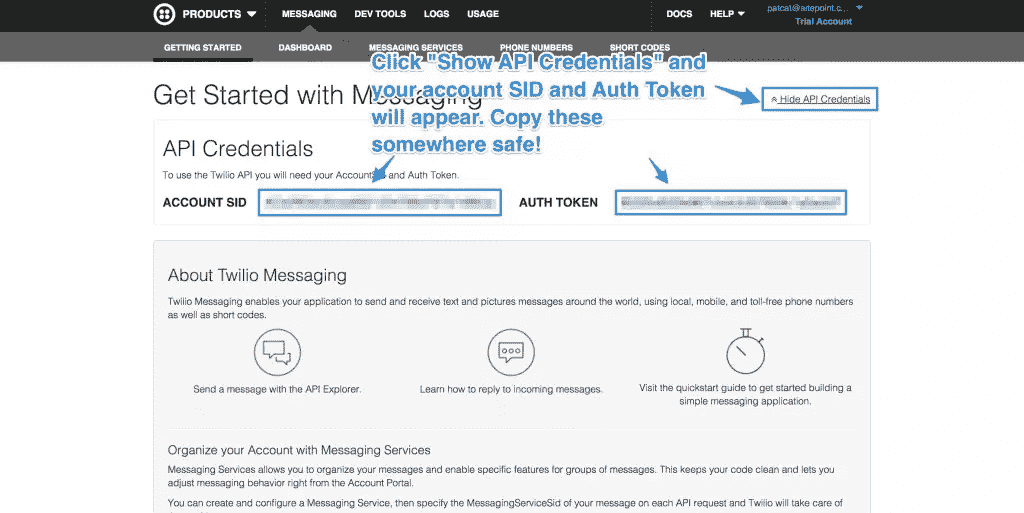 PRODUCTS MESSAGING DEV TOOLS LOGS USAGE DOCS HELP patcat@sitepoint.c...
Trial Account
GETTING STARTED DASHBOARD MESSAGING SERVICES PHONE NUMBERS SHORT CODES
Click "Show API Credentials" and
your account SID and Auth Token
will appear. Copy these
somewhere safe!
Get Started with Messaging
Hide API Credentials
API Credentials
To use the Twilio API you will need your Account and Auth Token.
ACCOUNT SID AUTH TOKEN
About Twilio Messaging
Twilio Messaging enables your application to send and receive text and pictures messages around the world, using local, mobile, and toll-free phone numbers
as well as short codes.
Send a message with the API Explorer.
Learn how to reply to incoming messages.
Visit the quickstart guide to get started building a
simple messaging application.
Organize your Account with Messaging Services
Messaging Services allows you to organize your messages and enable specific features for groups of messages. This keeps your code clean and lets you
adjust messaging behavior right from the Account Portal.
You can create and configure a Messaging Service, then specify the MessagingServiceSid of your message on each API request and Twilio will take care of